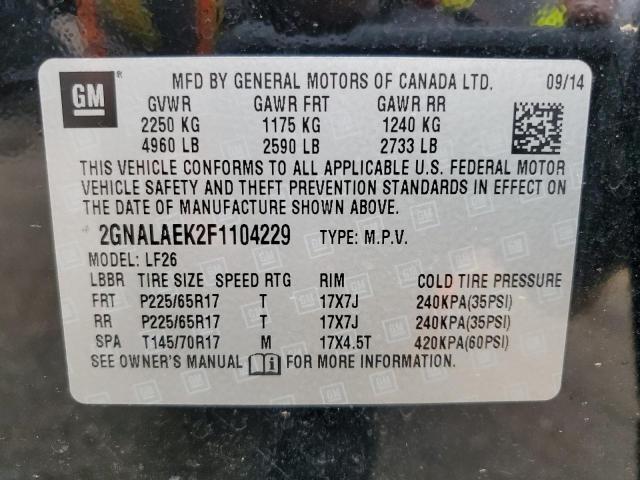 GM
MFD BY GENERAL MOTORS OF CANADA LTD. 09/14
GVWR GAWR FRT GAWR RR
2250 KG 1175 KG 1240 KG
4960 LB 2590 LB 2733 LB
THIS VEHICLE CONFORMS TO ALL APPLICABLE U.S. FEDERAL MOTOR
VEHICLE SAFETY AND THEFT PREVENTION STANDARDS IN EFFECT ON
THE DATE OF MANUFACTURE SHOWN ABOVE.
2GNALAEK2F1104229 TYPE: M.P.V.
MODEL: LF26
LBBR TIRE SIZE SPEED RTG RIM COLD TIRE PRESSURE
FRT P225/65R17 T 17X7J 240KPA(35PSI)
RR P225/65R17 T 17X7J 240KPA(35PSI)
SPA T145/70R17 M 17X4.5T 420KPA(60PSI)
SEE OWNER'S MANUAL FOR MORE INFORMATION.